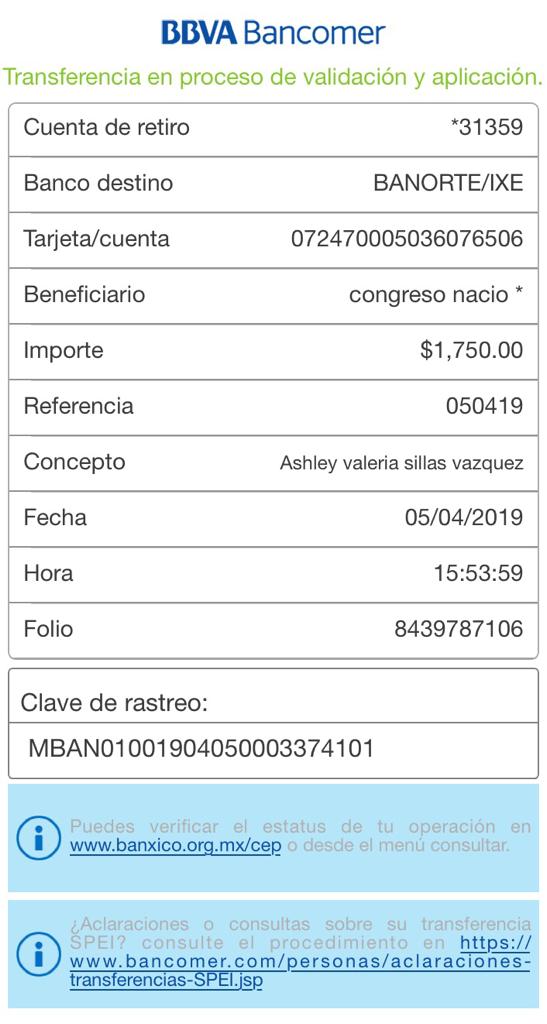 BBVA Bancomer
Transferencia en proceso de validación y aplicación.
Cuenta de retiro *31359
Banco destino BANORTE/IXE
Tarjeta/cuenta 072470005036076506
Beneficiario congreso nacio *
Importe $1,750.00
Referencia 050419
Concepto Ashley valeria sillas vazquez
Fecha 05/04/2019
Hora 15:53:59
Folio 8439787106
Clave de rastreo:
MBAN01001904050003374101
Puedes verificar el estatus de tu operación en
www.banxico.org.mx/cep o desde el menú consultar.
¿Aclaraciones o consultas sobre su transferencia
SPEI? consulte el procedimiento en https://
www.bancomer.com/personas/aclaraciones-
transferencias-SPEI.jsp